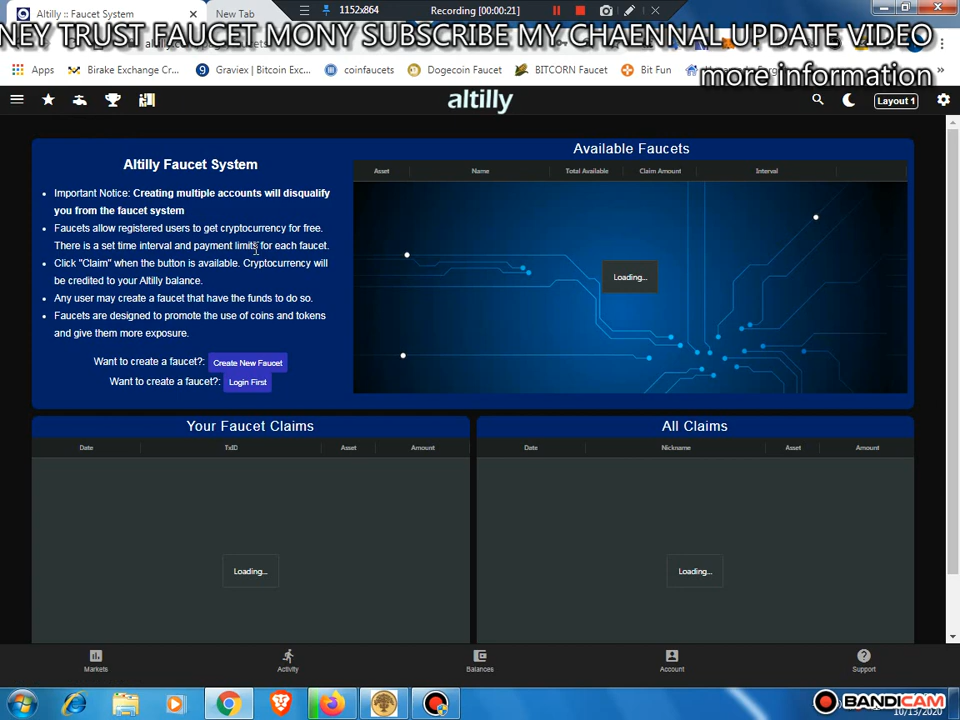 Altilly :: Faucet System
New Tab
1152x864
Recording [00:00:21]
NEY TRUST FAUCET MONY SUBSCRIBE MY CHAENNAL UPDATE VIDEO
Apps
Birake Exchange Cr...
Graviex | Bitcoin Exc...
coinfaucets
Dogecoin Faucet
BITCORN Faucet
Bit Fun
more information
altilly
Layout 1
Altilly Faucet System
Important Notice: Creating multiple accounts will disqualify
you from the faucet system
Faucets allow registered users to get cryptocurrency for free.
There is a set time interval and payment limits for each faucet.
Click "Claim" when the button is available. Cryptocurrency will
be credited to your Altilly balance.
Any user may create a faucet that have the funds to do so.
Faucets are designed to promote the use of coins and tokens
and give them more exposure.
Want to create a faucet?: Create New Faucet
Want to create a faucet?: Login First
Available Faucets
Asset Name Total Available Claim Amount Interval
Loading...
Your Faucet Claims
Date TxID Asset Amount
Loading...
All Claims
Date Nickname Asset Amount
Loading...
Markets
Activity
Balances
Account
Support
BANDICAM
10/13/2020